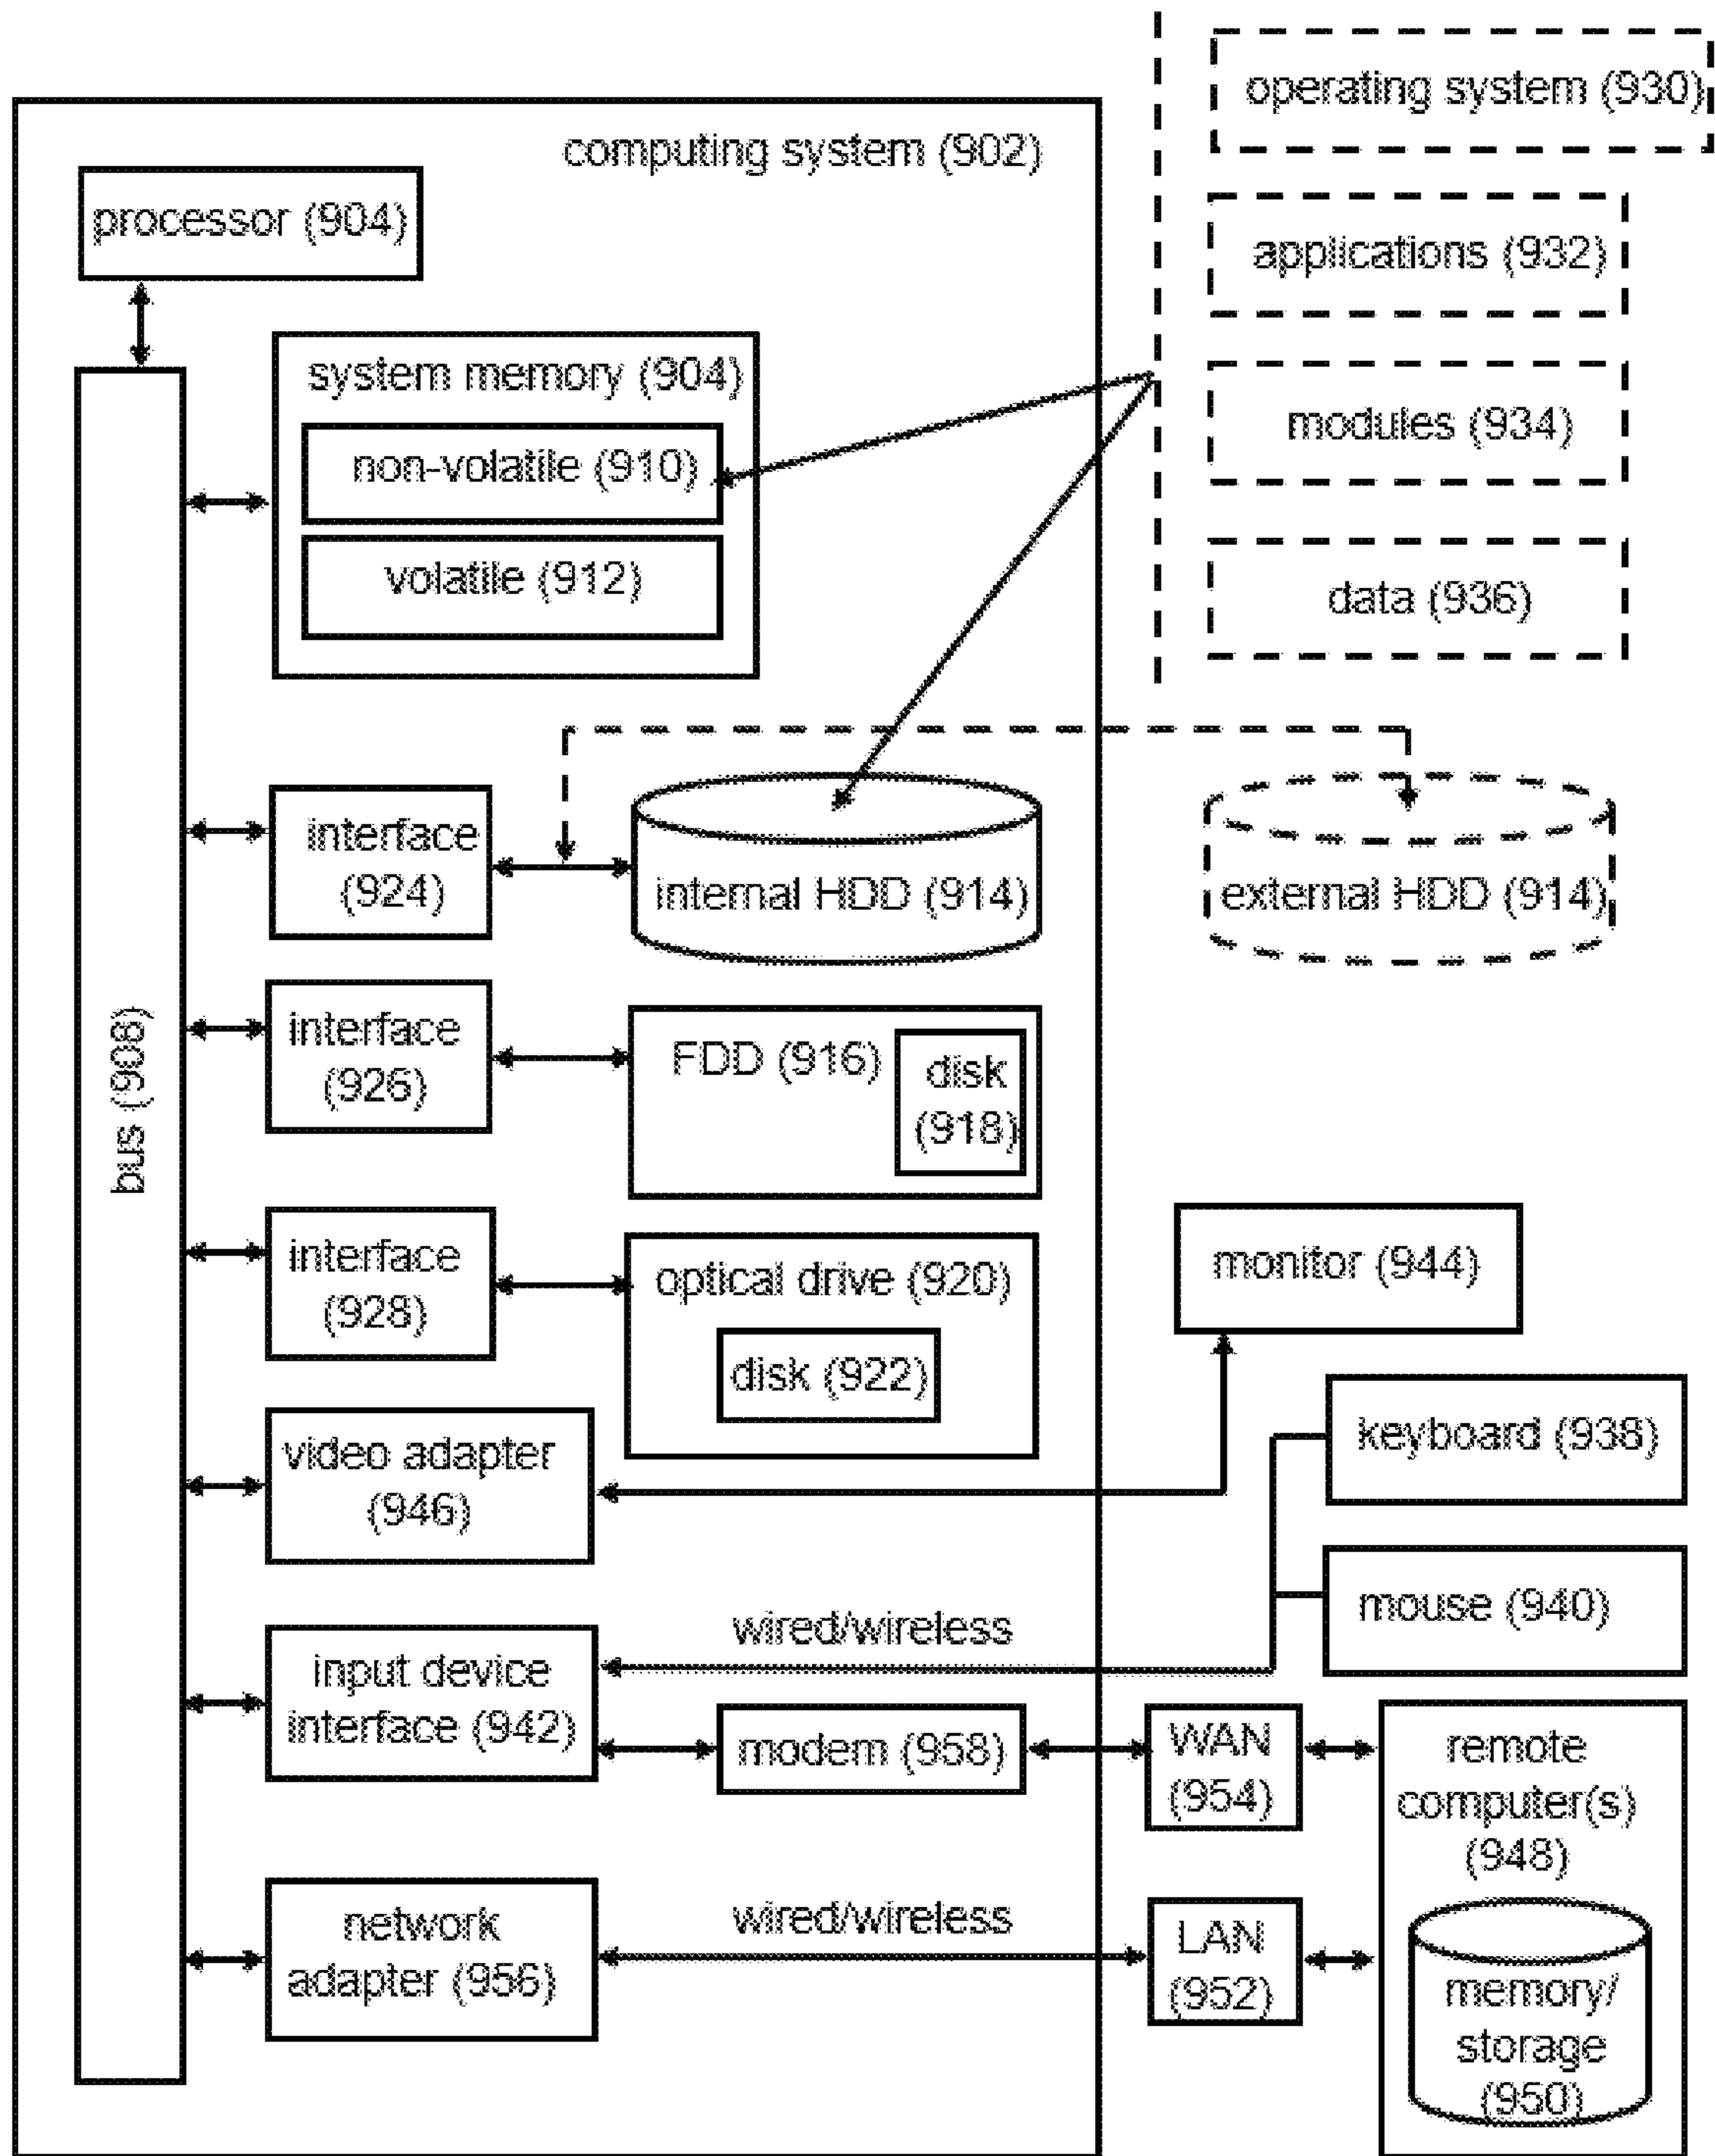 operating system (930)
computing system (902)
processor (904)
applications (932)
system memory (904)
modules (934)
non-volatile (910)
volatile (912)
data (936)
interface
(924)
internal HDD (914)
external HDD (914)
bus (908)
interface
(926)
FDD (916)
disk
(918)
interface
(928)
optical drive (920)
disk (922)
monitor (944)
video adapter
(946)
keyboard (938)
mouse (940)
wired/wireless
input device
interface (942)
modem (958)
WAN
(954)
remote
computer(s)
(948)
network
adapter (956)
wired/wireless
LAN
(952)
memory/
storage
(950)